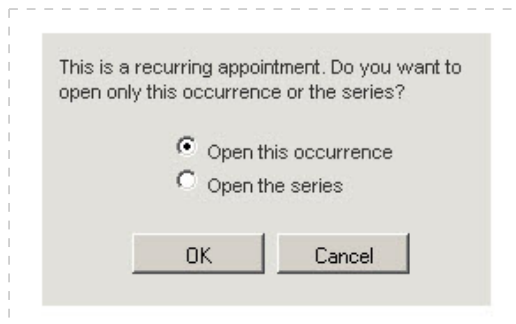 This is a recurring appointment. Do you want to
open only this occurrence or the series?
Open this occurrence
Open the series
OK Cancel